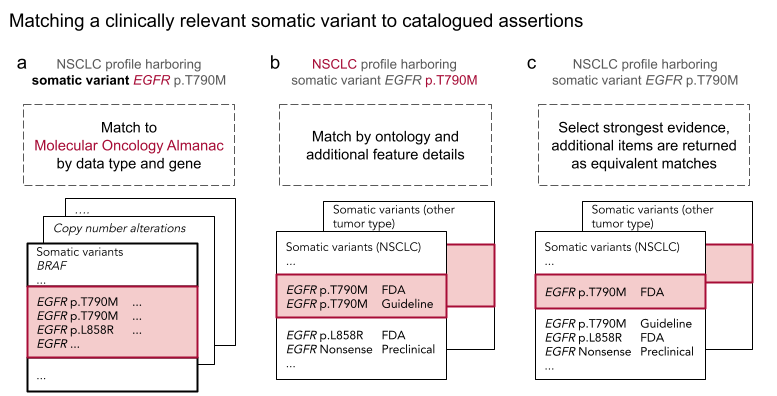 Matching a clinically relevant somatic variant to catalogued assertions
a
NSCLC profile harboring
somatic variant EGFR p.T790M
Match to
Molecular Oncology Almanac
by data type and gene
....
Copy number alterations
Somatic variants
BRAF
...
EGFR p.T790M ...
EGFR p.T790M ...
EGFR p.L858R ...
EGFR ...
...
b
NSCLC profile harboring
somatic variant EGFR p.T790M
Match by ontology and
additional feature details
Somatic variants (other
tumor type)
Somatic variants (NSCLC)
...
EGFR p.T790M FDA
EGFR p.T790M Guideline
EGFR p.L858R FDA
EGFR Nonsense Preclinical
...
c
NSCLC profile harboring
somatic variant EGFR p.T790M
Select strongest evidence,
additional items are returned
as equivalent matches
Somatic variants (other
tumor type)
Somatic variants (NSCLC)
...
EGFR p.T790M FDA
EGFR p.T790M Guideline
EGFR p.L858R FDA
EGFR Nonsense Preclinical
...